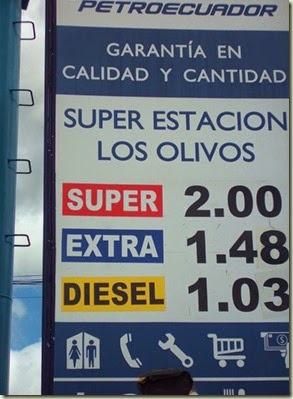 PETROECUADOR
GARANTÍA EN
CALIDAD Y CANTIDAD
SUPER ESTACION
LOS OLIVOS
SUPER 2.00
EXTRA 1.48
DIESEL 1.03